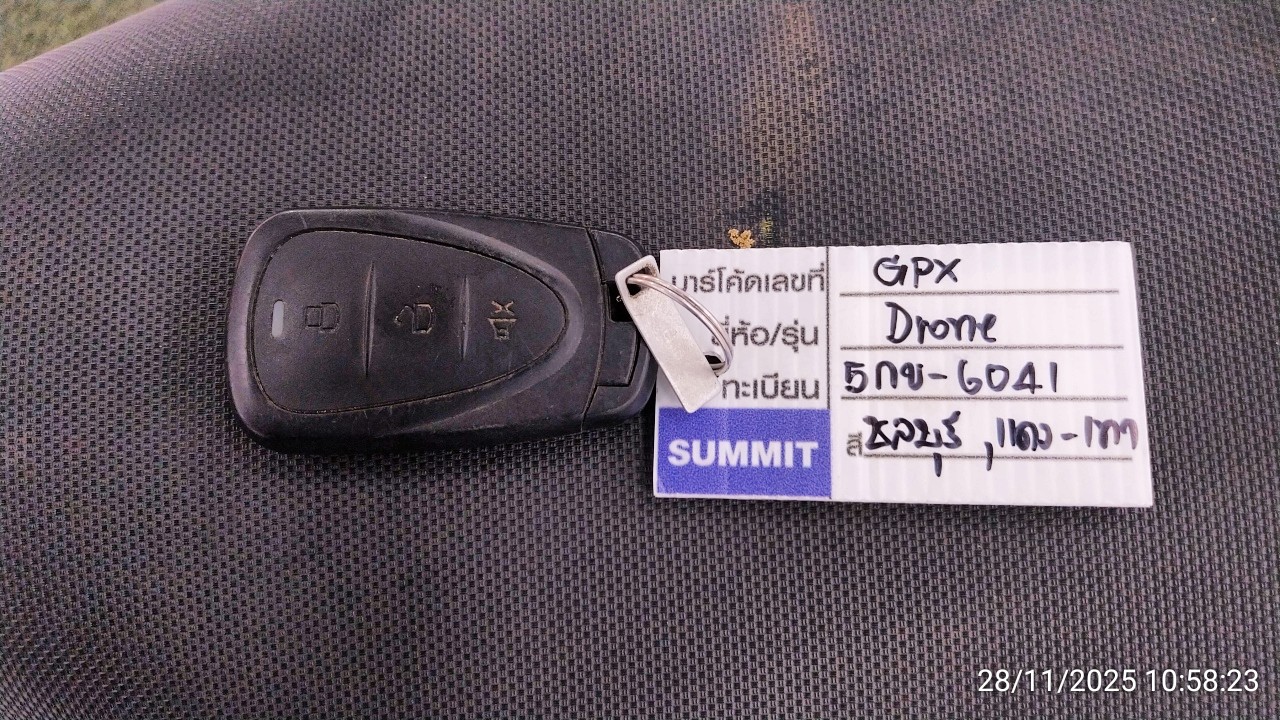 บาร์โค้ดเลขที่ GPX
ยี่ห้อ/รุ่น Drone
ทะเบียน 5กข-6041
SUMMIT
สี ชลบุรี , แดง-เทา
28/11/2025 10:58:23